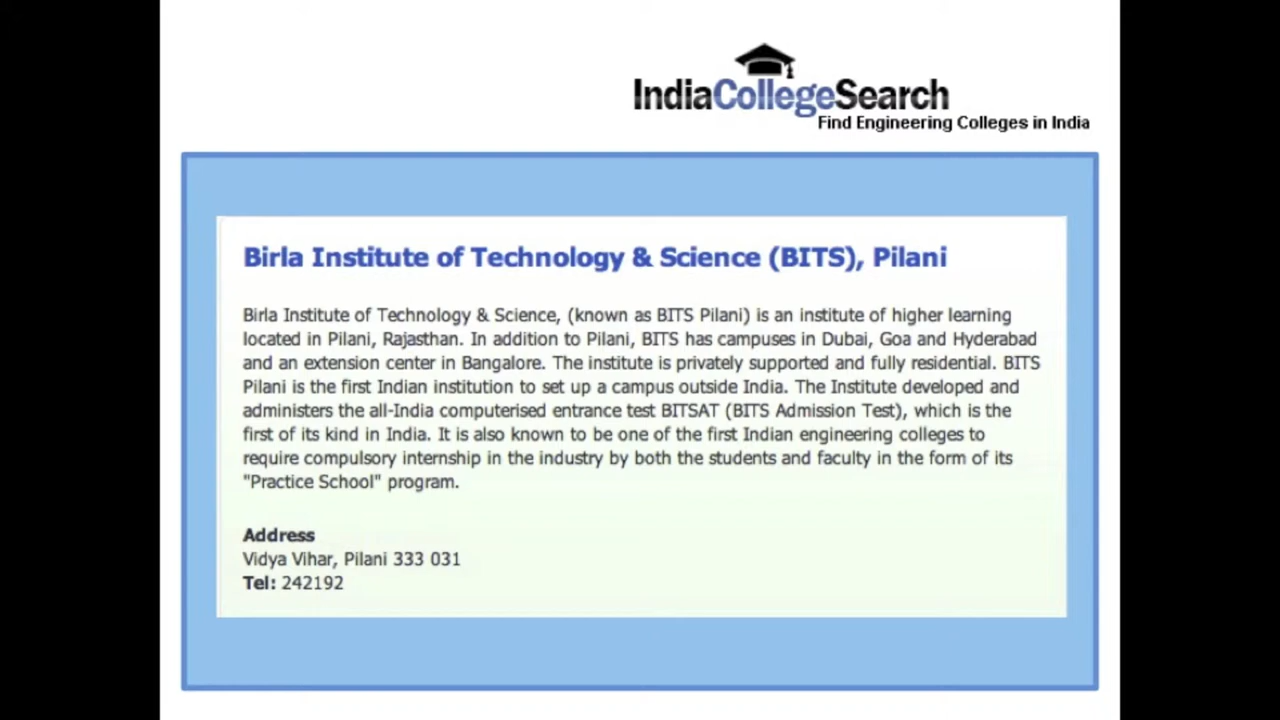 IndiaCollegeSearch
Find Engineering Colleges in India
Birla Institute of Technology & Science (BITS), Pilani
Birla Institute of Technology & Science, (known as BITS Pilani) is an institute of higher learning
located in Pilani, Rajasthan. In addition to Pilani, BITS has campuses in Dubai, Goa and Hyderabad
and an extension center in Bangalore. The institute is privately supported and fully residential. BITS
Pilani is the first Indian institution to set up a campus outside India. The Institute developed and
administers the all-India computerised entrance test BITSAT (BITS Admission Test), which is the
first of its kind in India. It is also known to be one of the first Indian engineering colleges to
require compulsory internship in the industry by both the students and faculty in the form of its
"Practice School" program.
Address
Vidya Vihar, Pilani 333 031
Tel: 242192